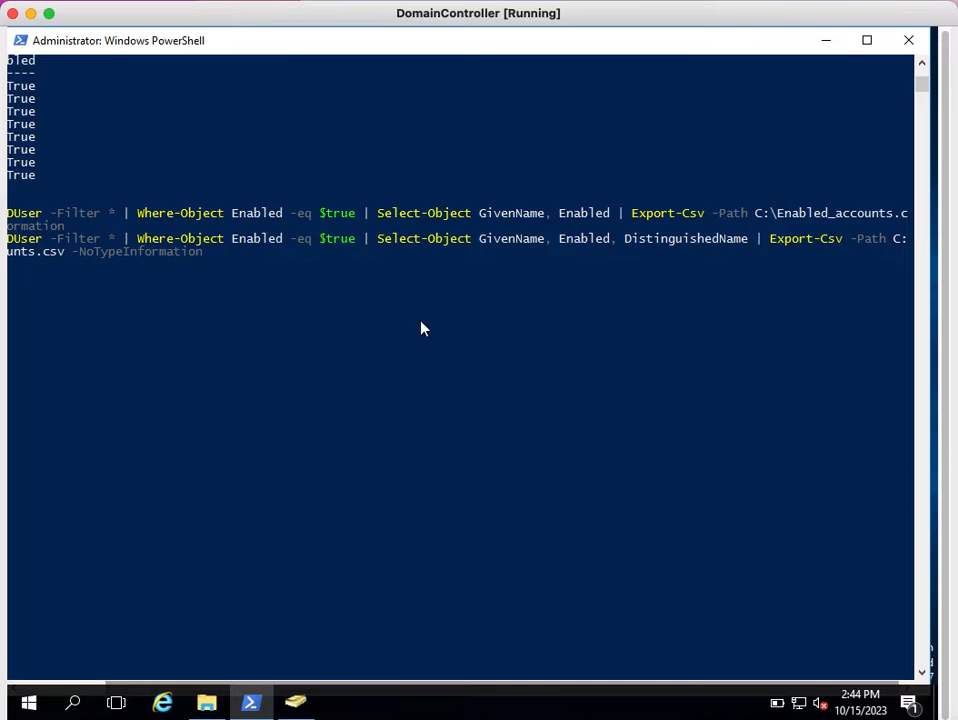 DomainController [Running]
Administrator: Windows PowerShell
bled
----
True
True
True
True
True
True
True
True
DUser -Filter * | Where-Object Enabled -eq $true | Select-Object GivenName, Enabled | Export-Csv -Path C:\Enabled_accounts.c
ormation
DUser -Filter * | Where-Object Enabled -eq $true | Select-Object GivenName, Enabled, DistinguishedName | Export-Csv -Path C:
unts.csv -NoTypeInformation
2:44 PM
10/15/2023
1